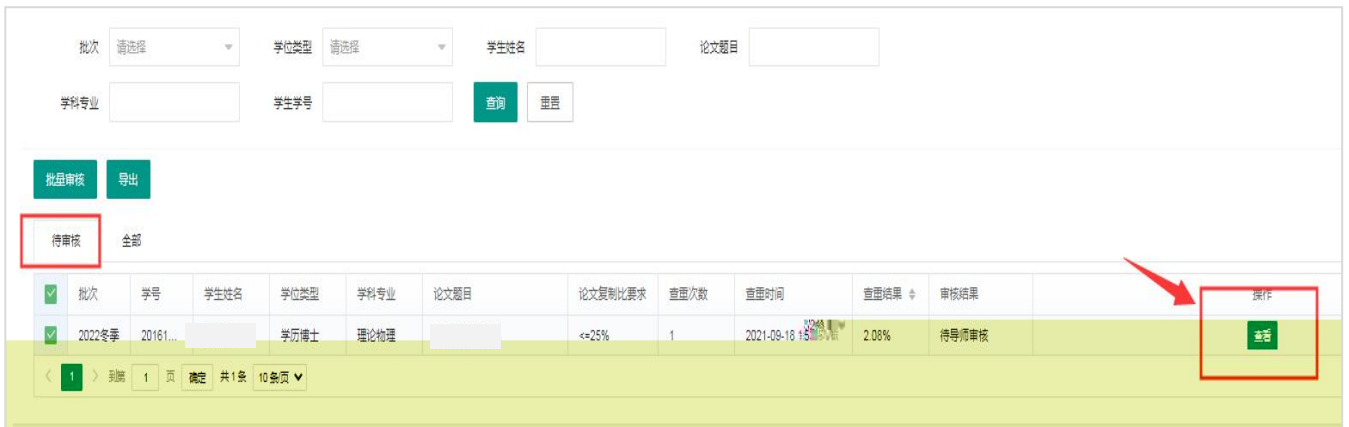 批次 请选择 学位类型 请选择 学生姓名 论文题目
学科专业 学生学号 查询 重置
批量审核 导出
待审核 全部
批次 学号 学生姓名 学位类型 学科专业 论文题目 论文复制比要求 查重次数 查重时间 查重结果 审核结果 操作
2022冬季 20161... 学历博士 理论物理 <=25% 1 2021-09-18 2.08% 待导师审核 查看
1 到第 1 页 确定 共1条 10条/页